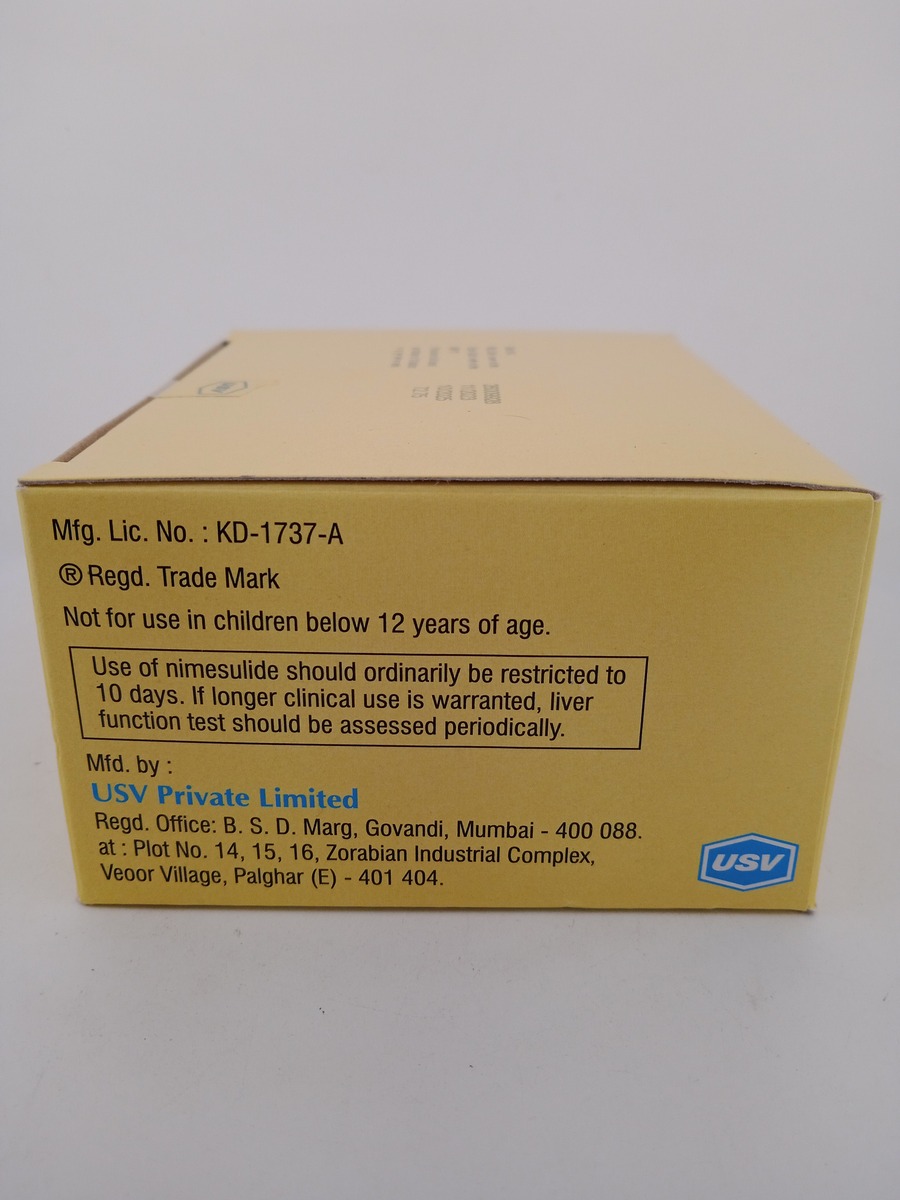 Mfg. Lic. No. : KD-1737-A
® Regd. Trade Mark
Not for use in children below 12 years of age.
Use of nimesulide should ordinarily be restricted to
10 days. If longer clinical use is warranted, liver
function test should be assessed periodically.
Mfd. by :
USV Private Limited
Regd. Office: B. S. D. Marg, Govandi, Mumbai - 400 088.
at : Plot No. 14, 15, 16, Zorabian Industrial Complex,
Veoor Village, Palghar (E) - 401 404.
USV